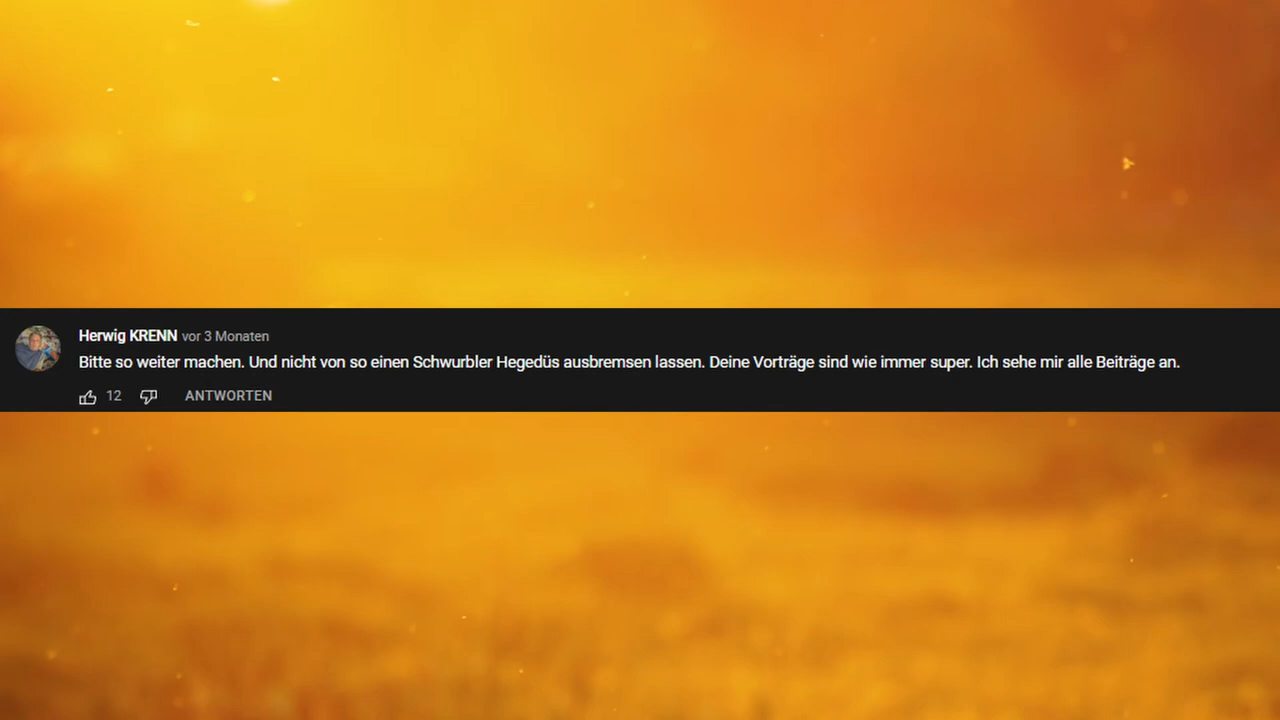 Herwig KRENN vor 3 Monaten
Bitte so weiter machen. Und nicht von so einen Schwurbler Hegedüs ausbremsen lassen. Deine Vorträge sind wie immer super. Ich sehe mir alle Beiträge an.
12 ANTWORTEN